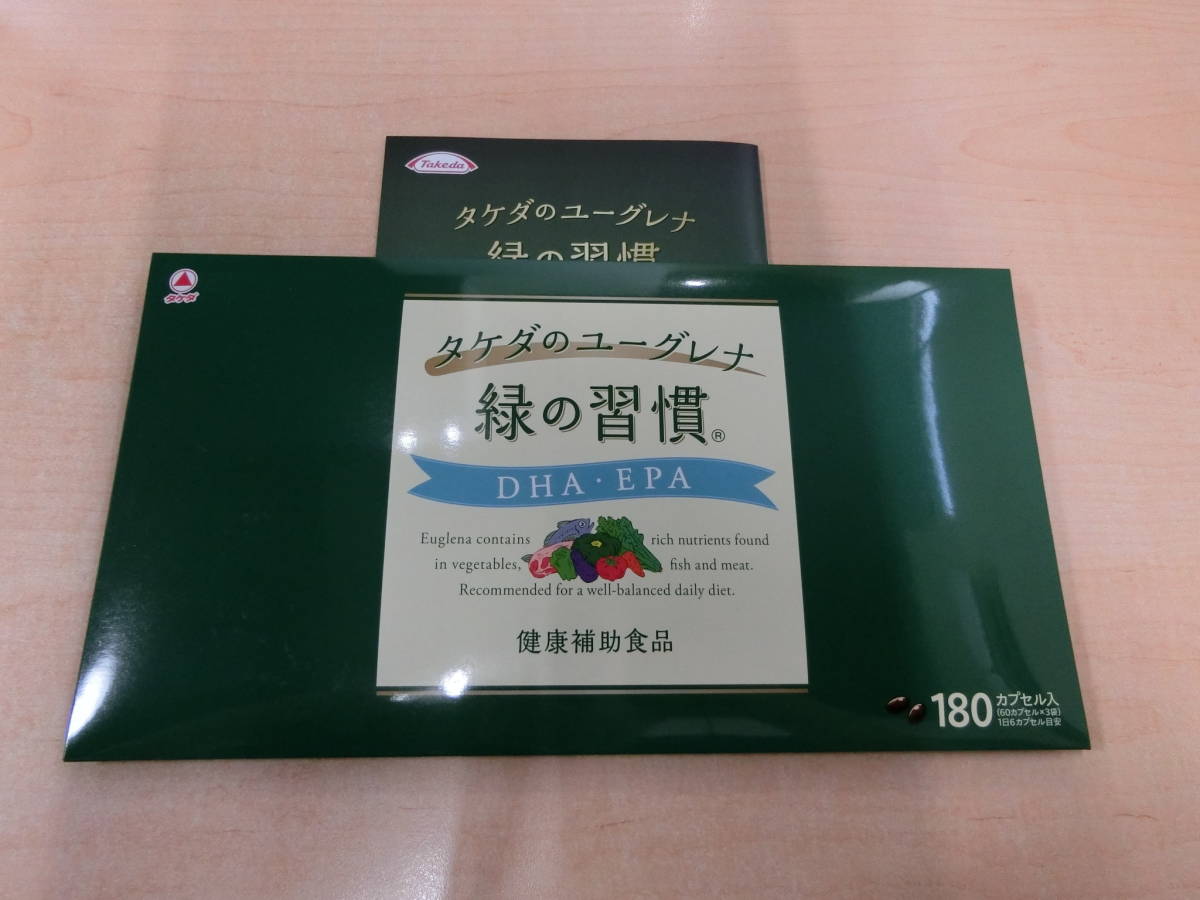 Takeda
タケダのユーグレナ
緑の習慣
タケダ
タケダのユーグレナ
緑の習慣®
DHA・EPA
Euglena contains rich nutrients found
in vegetables, fish and meat.
Recommended for a well-balanced daily diet.
健康補助食品
180カプセル入
(60カプセル×3袋)
1日6カプセル目安